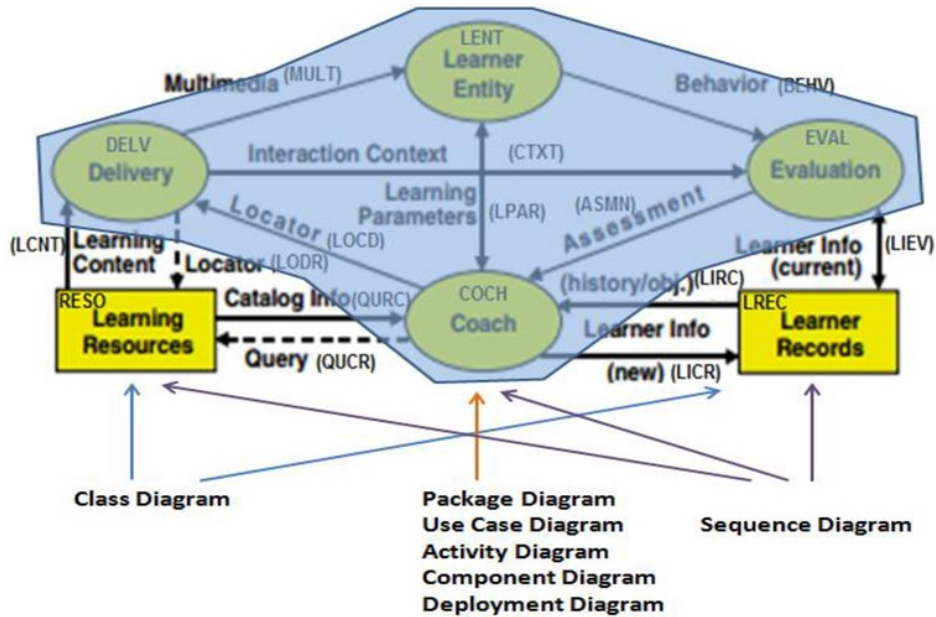 LENT
Learner
Entity
Multimedia (MULT)
Behavior (BEHV)
DELV
Delivery
EVAL
Evaluation
Interaction Context (CTXT)
Learning
Parameters (LPAR)
(ASMN)
Assessment
Locator (LOCD)
(LCNT) Learning
Content
Locator (LODR)
Learner Info
(current)
(LIEV)
RESO
Learning
Resources
Catalog Info (QURC)
Query (QUCR)
COCH
Coach
(history/obj.) (LIRC)
Learner Info
(new) (LICR)
LREC
Learner
Records
Class Diagram
Package Diagram
Use Case Diagram
Activity Diagram
Component Diagram
Deployment Diagram
Sequence Diagram